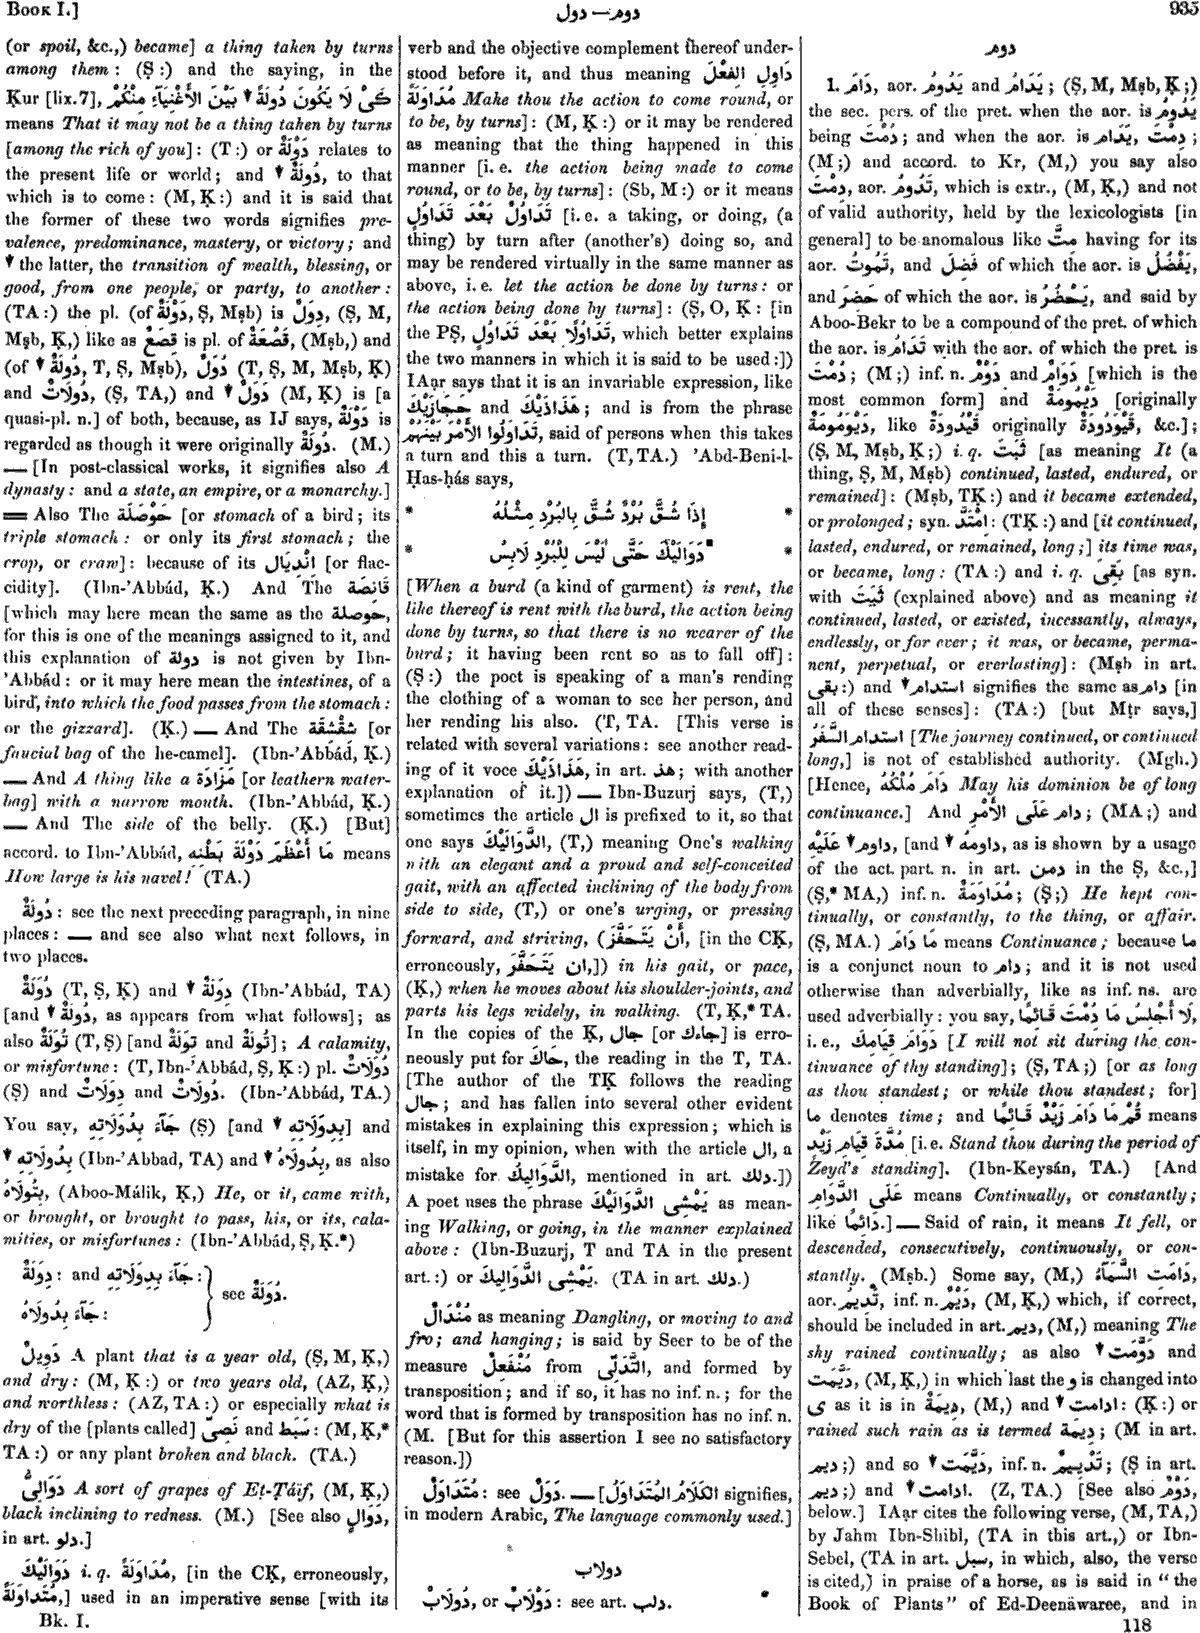 Book I.]
دوم — دول
935
(or spoil, &c.,) became] a thing taken by turns
among them: (Ṣ:) and the saying, in the
Ḳur [lix.7], كَىْ لَا يَكُونَ دُولَةً ▼ بَيْنَ الأَغْنِيَآءِ مِنْكُمْ
means That it may not be a thing taken by turns
[among the rich of you]: (T:) or دَوْلَةٌ relates to
the present life or world; and ▼ دُولَةٌ, to that
which is to come: (M, Ḳ:) and it is said that
the former of these two words signifies pre-
valence, predominance, mastery, or victory; and
▼ the latter, the transition of wealth, blessing, or
good, from one people, or party, to another:
(TA:) the pl. (of دَوْلَةٌ, Ṣ, Mṣb) is دِوَلٌ, (Ṣ, M,
Mṣb, Ḳ,) like as قِصَعٌ is pl. of قَصْعَةٌ, (Mṣb,) and
(of ▼ دُولَةٌ, T, Ṣ, Mṣb), دُوَلٌ (T, Ṣ, M, Mṣb, Ḳ)
and دُولَاتٌ, (Ṣ, TA,) and ▼ دَوَلٌ (M, Ḳ) is [a
quasi-pl. n.] of both, because, as IJ says, دَوْلَةٌ is
regarded as though it were originally دُولَةٌ. (M.)
— [In post-classical works, it signifies also A
dynasty: and a state, an empire, or a monarchy.]
= Also The حَوْصَلَة [or stomach of a bird; its
triple stomach: or only its first stomach; the
crop, or craw]: because of its انْدِيَال [or flac-
cidity]. (Ibn-'Abbád, Ḳ.) And The قَانِصَة
[which may here mean the same as the حوصلة,
for this is one of the meanings assigned to it, and
this explanation of دولة is not given by Ibn-
'Abbád: or it may here mean the intestines, of a
bird, into which the food passes from the stomach:
or the gizzard]. (Ḳ.) — And The شِقْشِقَة [or
faucial bag of the he-camel]. (Ibn-'Abbád, Ḳ.)
— And A thing like a مَزَادَة [or leathern water-
bag] with a narrow mouth. (Ibn-'Abbád, Ḳ.)
— And The side of the belly. (Ḳ.) [But]
accord. to Ibn-'Abbád, مَا أَعْظَمَ دَوْلَةَ بَطْنِهِ means
How large is his navel! (TA.)
دُولَةٌ: see the next preceding paragraph, in nine
places: — and see also what next follows, in
two places.
دُوَلَةٌ (T, Ṣ, Ḳ) and ▼ دِوَلَةٌ (Ibn-'Abbád, TA)
[and ▼ دُولَةٌ, as appears from what follows]; as
also تُوَلَةٌ (T, Ṣ) [and تِوَلَةٌ and تُولَةٌ]; A calamity,
or misfortune: (T, Ibn-'Abbád, Ṣ, Ḳ:) pl. دُوَلَاتٌ
(Ṣ) and دِوَلَاتٌ and دُولَاتٌ. (Ibn-'Abbád, TA.)
You say, جَآءَ بِدُوَلَاتِهِ (Ṣ) [and ▼ بِدِوَلَاتِهِ] and
▼ بِدُولَاتِهِ (Ibn-'Abbad, TA) and ▼ بِدُولَاهُ, as also
بِتُولَاهُ, (Aboo-Málik, Ḳ,) He, or it, came with,
or brought, or brought to pass, his, or its, cala-
mities, or misfortunes: (Ibn-'Abbád, Ṣ, Ḳ.*)
دِوَلَةٌ: and جَآءَ بِدِوَلَاتِهِ:
جَآءَ بِدُولَاهُ:
see دُوَلَةٌ.
دَوِيلٌ A plant that is a year old, (Ṣ, M, Ḳ,)
and dry: (M, Ḳ:) or two years old, (AZ, Ḳ,)
and worthless: (AZ, TA:) or especially what is
dry of the [plants called] نَصِىّ and سَبَط: (M, Ḳ,*
TA:) or any plant broken and black. (TA.)
دَوَالِىُّ A sort of grapes of Eṭ-Ṭáïf, (M, Ḳ,)
black inclining to redness. (M.) [See also دَوَالٍ,
in art. دلو.]
دَوَالَيْكَ i. q. مُدَاوَلَةً, [in the CḲ, erroneously,
مُتَداوَلَةً,] used in an imperative sense [with its
Bk. I.
verb and the objective complement thereof under-
stood before it, and thus meaning دَاوِلِ الفِعْلَ
مُدَاوَلَةً Make thou the action to come round, or
to be, by turns]: (M, Ḳ:) or it may be rendered
as meaning that the thing happened in this
manner [i. e. the action being made to come
round, or to be, by turns]: (Sb, M:) or it means
تَدَاوُلٌ بَعْدَ تَدَاوُلٍ [i. e. a taking, or doing, (a
thing) by turn after (another's) doing so, and
may be rendered virtually in the same manner as
above, i. e. let the action be done by turns: or
the action being done by turns]: (Ṣ, O, Ḳ: [in
the PṢ, تَدَاوُلًا بَعْدَ تَدَاوُلٍ, which better explains
the two manners in which it is said to be used:])
IAạr says that it is an invariable expression, like
هَذَاذَيْكَ and حَجَازَيْكَ; and is from the phrase
تَدَاوَلُوا الأَمْرَ بَيْنَهُمْ, said of persons when this takes
a turn and this a turn. (T, TA.) 'Abd-Beni-l-
Ḥas-ḥás says,
* إِذَا شُقَّ بُرْدٌ شُقَّ بِالبُرْدِ مِثْلُهُ *
* دَوَالَيْكَ حَتَّى لَيْسَ لِلْبُرْدِ لَابِسُ *
[When a burd (a kind of garment) is rent, the
like thereof is rent with the burd, the action being
done by turns, so that there is no wearer of the
burd; it having been rent so as to fall off]:
(Ṣ:) the poet is speaking of a man's rending
the clothing of a woman to see her person, and
her rending his also. (T, TA. [This verse is
related with several variations: see another read-
ing of it voce هَذَاذَيْكَ, in art. هذ; with another
explanation of it.]) — Ibn-Buzurj says, (T,)
sometimes the article ال is prefixed to it, so that
one says الدَّوَالَيْكَ, (T,) meaning One's walking
with an elegant and a proud and self-conceited
gait, with an affected inclining of the body from
side to side, (T,) or one's urging, or pressing
forward, and striving, (أَنْ يَتَحَفَّزَ, [in the CḲ,
erroneously, ان يَتَحَفَّرَ,]) in his gait, or pace,
(Ḳ,) when he moves about his shoulder-joints, and
parts his legs widely, in walking. (T, Ḳ,* TA.
In the copies of the Ḳ, جال [or جاءك] is erro-
neously put for حَاكَ, the reading in the T, TA.
[The author of the TḲ follows the reading
جال; and has fallen into several other evident
mistakes in explaining this expression; which is
itself, in my opinion, when with the article ال, a
mistake for الدَّوَالِيكُ, mentioned in art. دلك.])
A poet uses the phrase يَمْشِى الدَّوَالَيْكَ as mean-
ing Walking, or going, in the manner explained
above: (Ibn-Buzurj, T and TA in the present
art.:) or يَمْشِى الدَّوَالِيكَ. (TA in art. دلك.)
مُنْدَالٌ as meaning Dangling, or moving to and
fro; and hanging; is said by Seer to be of the
measure مُنْفَعِلٌ from التَّدَلِّى, and formed by
transposition; and if so, it has no inf. n.; for the
word that is formed by transposition has no inf. n.
(M. [But for this assertion I see no satisfactory
reason.])
مُتَدَاوَلٌ: see دَوَلٌ. — [الكَلَامُ المُتَدَاوَلُ signifies,
in modern Arabic, The language commonly used.]
دولاب
دُولَابٌ, or دَوْلَابٌ: see art. دلب.
دوم
1. دَامَ, aor. يَدُومُ and يَدَامُ; (Ṣ, M, Mṣb, Ḳ;)
the sec. pers. of the pret. when the aor. is يَدُومُ
being دُمْتَ; and when the aor. is يَدَام, دِمْتَ;
(M;) and accord. to Kr, (M,) you say also
دِمْتَ, aor. تَدُومُ, which is extr., (M, Ḳ,) and not
of valid authority, held by the lexicologists [in
general] to be anomalous like مِتَّ having for its
aor. تَمُوتُ, and فَضِلَ of which the aor. is يَفْضُلُ,
and حَضِرَ of which the aor. is يَحْضُرُ, and said by
Aboo-Bekr to be a compound of the pret. of which
the aor. is تَدَامُ with the aor. of which the pret. is
دُمْتَ; (M;) inf. n. دَوْمٌ and دَوَامٌ [which is the
most common form] and دَيْمُومَةٌ [originally
دَيْوَمُومَةٌ, like قَيْدُودَةٌ originally قَيْوَدُودَةٌ, &c.];
(Ṣ, M, Mṣb, Ḳ;) i. q. ثَبَتَ [as meaning It (a
thing, Ṣ, M, Mṣb) continued, lasted, endured, or
remained]: (Mṣb, TḲ:) and it became extended,
or prolonged; syn. اِمْتَدَّ: (TḲ:) and [it continued,
lasted, endured, or remained, long;] its time was,
or became, long: (TA:) and i. q. بَقِىَ [as syn.
with ثَبَتَ (explained above) and as meaning it
continued, lasted, or existed, incessantly, always,
endlessly, or for ever; it was, or became, perma-
nent, perpetual, or everlasting]: (Mṣb in art.
بقى:) and ▼ استدام signifies the same as دام [in
all of these senses]: (TA:) [but Mṭr says,]
استدام السَّفَرُ [The journey continued, or continued
long,] is not of established authority. (Mgh.)
[Hence, دَامَ مُلْكُهُ May his dominion be of long
continuance.] And دام عَلَى الأَمْرِ; (MA;) and
▼ داوم عَلَيْهِ, [and ▼ داومهُ, as is shown by a usage
of the act. part. n. in art. دمن in the Ṣ, &c.,]
(Ṣ,* MA,) inf. n. مُدَاوَمَةٌ; (Ṣ;) He kept con-
tinually, or constantly, to the thing, or affair.
(Ṣ, MA.) مَا دَامَ means Continuance; because ما
is a conjunct noun to دام; and it is not used
otherwise than adverbially, like as inf. ns. are
used adverbially: you say, لَا أَجْلِسُ مَا دُمْتَ قَائِمًا,
i. e., دَوَامَ قِيَامِكَ [I will not sit during the con-
tinuance of thy standing]; (Ṣ, TA;) [or as long
as thou standest; or while thou standest; for]
ما denotes time; and قُمْ مَا دَامَ زَيْدٌ قَائِمًا means
مُدَّةَ قِيَامِ زَيْدٍ [i. e. Stand thou during the period of
Zeyd's standing]. (Ibn-Keysán, TA.) [And
عَلَى الدَّوَامِ means Continually, or constantly;
like دَائِمًا.] — Said of rain, it means It fell, or
descended, consecutively, continuously, or con-
stantly. (Mṣb.) Some say, (M,) دَامَتِ السَّمَآءُ,
aor. تَدِيمُ, inf. n. دَيْمٌ, (M, Ḳ,) which, if correct,
should be included in art. ديم, (M,) meaning The
sky rained continually; as also ▼ دَوَّمَت and
دَيَّمَت, (M, Ḳ,) in which last the و is changed into
ى as it is in دِيمَةٌ, (M,) and ▼ ادامت: (Ḳ:) or
rained such rain as is termed دِيمَة; (M in art.
ديم;) and so ▼ دَيَّمَت, inf. n. تَدْيِيمٌ; (Ṣ in art.
ديم;) and ▼ ادامت. (Z, TA.) [See also دَوْمٌ,
below.] IAạr cites the following verse, (M, TA,)
by Jahm Ibn-Shibl, (TA in this art.,) or Ibn-
Sebel, (TA in art. سبل, in which, also, the verse
is cited,) in praise of a horse, as is said in "the
Book of Plants" of Ed-Deenäwaree, and in
118